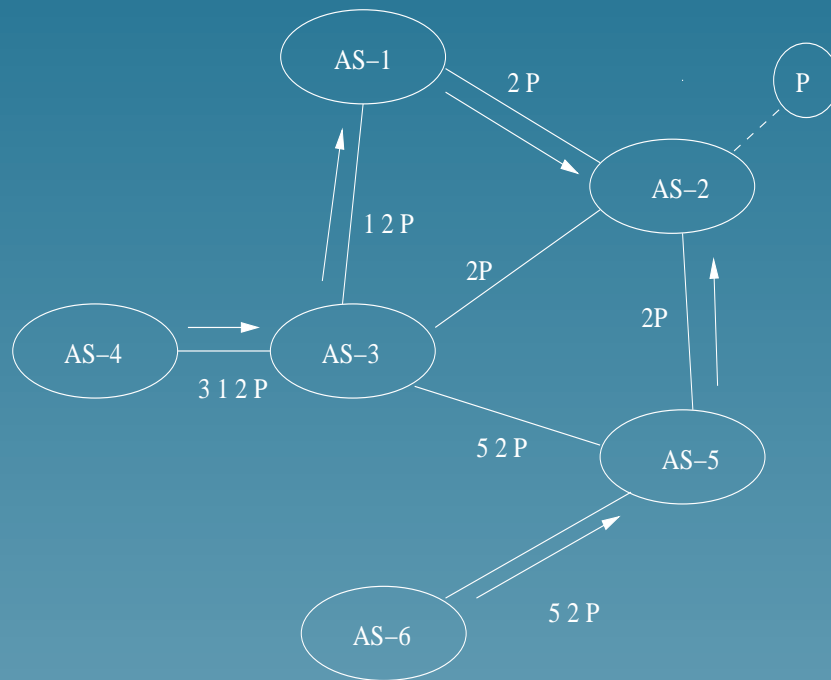 AS–1
2 P
P
AS–2
1 2 P
2P
2P
AS–4
AS–3
3 1 2 P
5 2 P
AS–5
5 2 P
AS–6